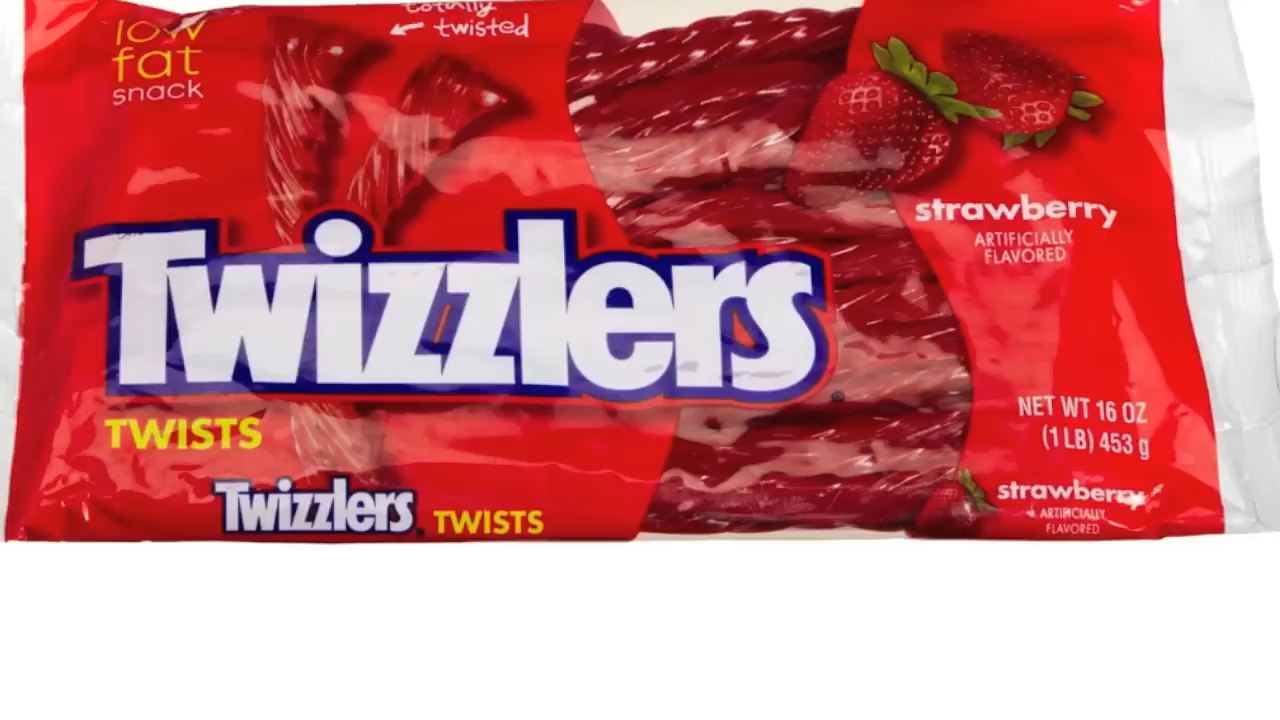 low
fat
snack
totally
twisted
Twizzlers
TWISTS
strawberry
ARTIFICIALLY
FLAVORED
NET WT 16 OZ
(1 LB) 453 g
Twizzlers TWISTS
strawberry
ARTIFICIALLY
FLAVORED